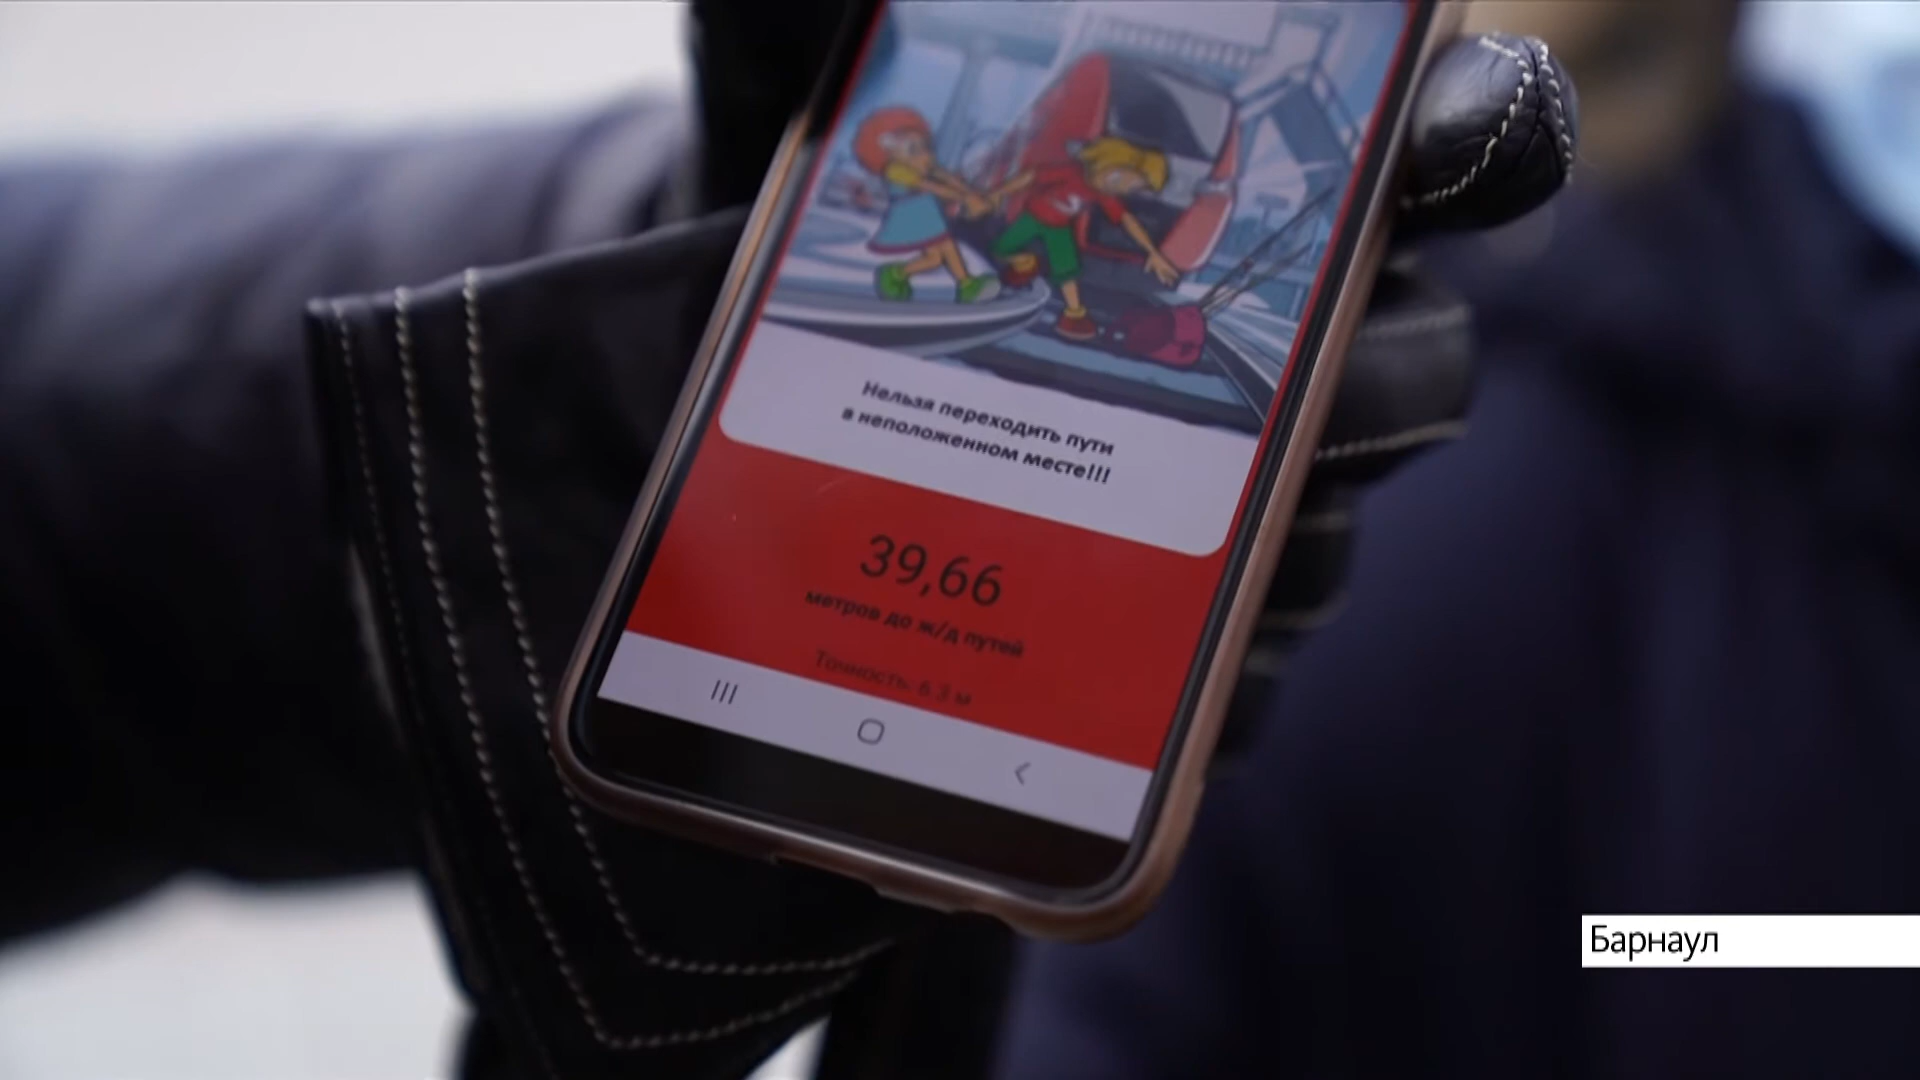 Нельзя переходить пути
в неположенном месте!!!
39,66
метров до ж/д путей
Точность: 6.3 м
Барнаул